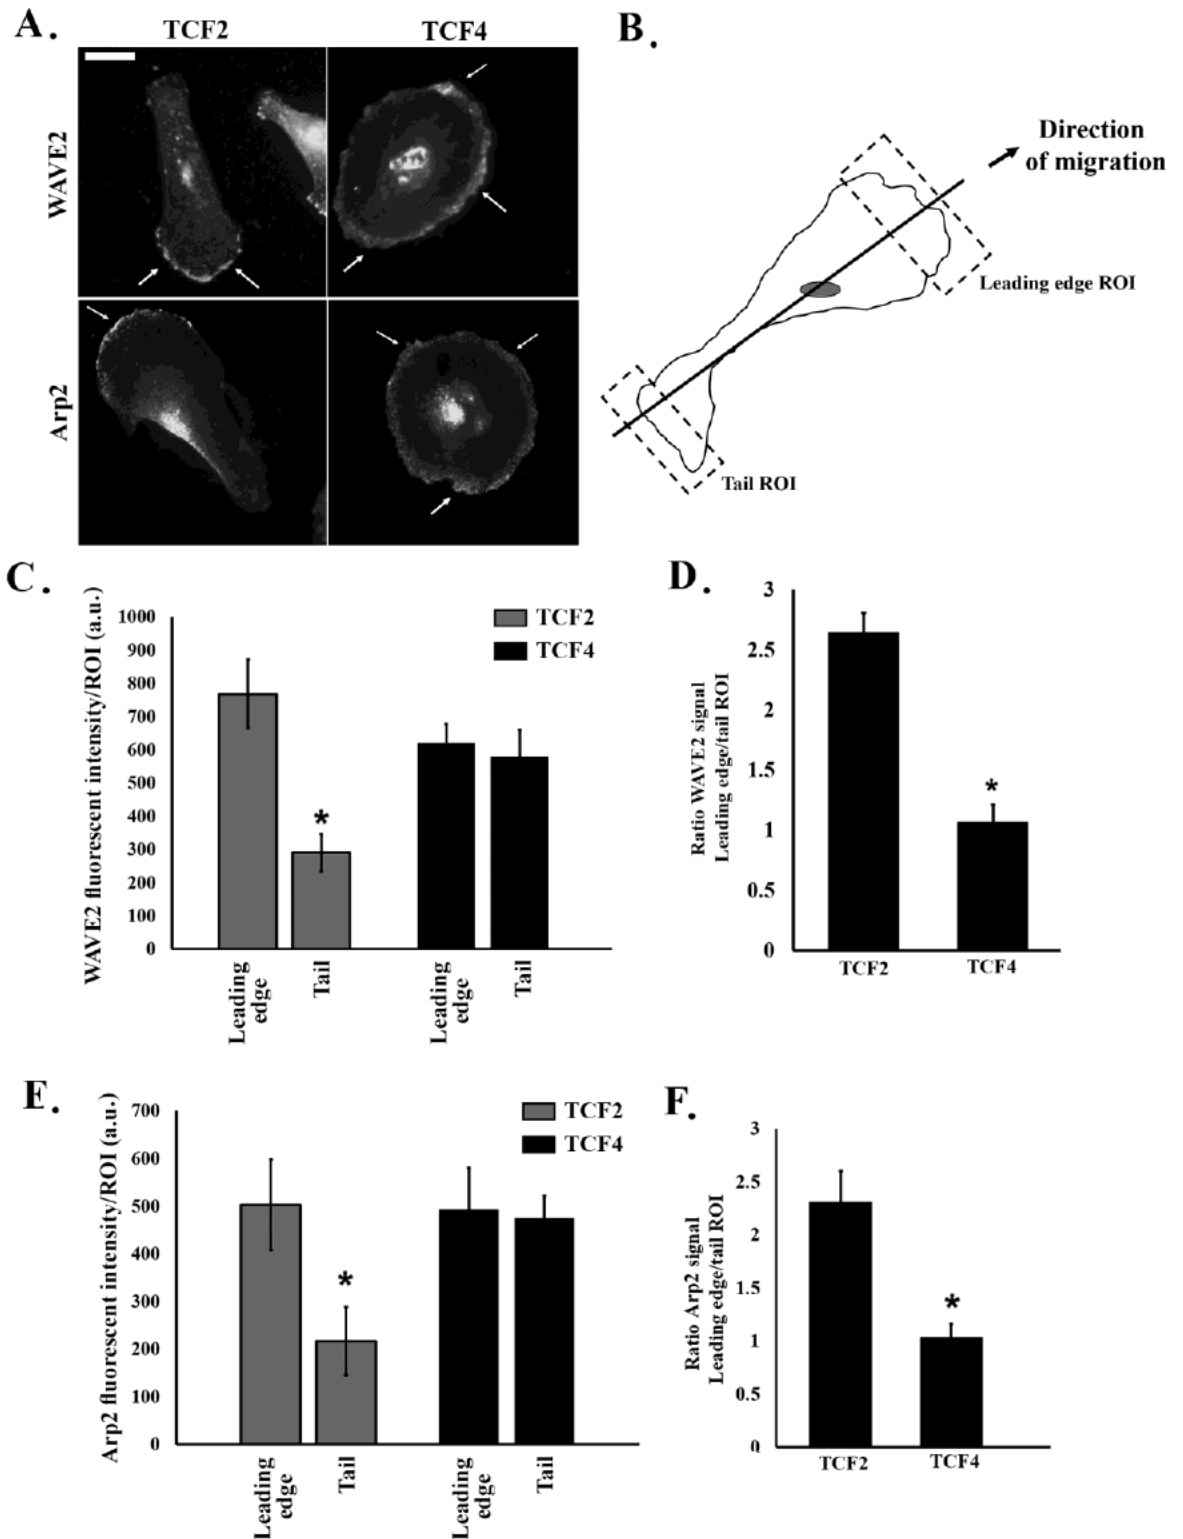 A.
TCF2
TCF4
WAVE2
Arp2
B.
Direction
of migration
Leading edge ROI
Tail ROI
C.
WAVE2 fluorescent intensity/ROI (a.u.)
1000
900
800
700
600
500
400
300
200
100
0
*
TCF2
TCF4
Leading
edge
Tail
Leading
edge
Tail
D.
Ratio WAVE2 signal
Leading edge/tail ROI
3
2.5
2
1.5
1
0.5
0
*
TCF2
TCF4
E.
Arp2 fluorescent intensity/ROI (a.u.)
700
600
500
400
300
200
100
0
*
TCF2
TCF4
Leading
edge
Tail
Leading
edge
Tail
F.
Ratio Arp2 signal
Leading edge/tail ROI
3
2.5
2
1.5
1
0.5
0
*
TCF2
TCF4